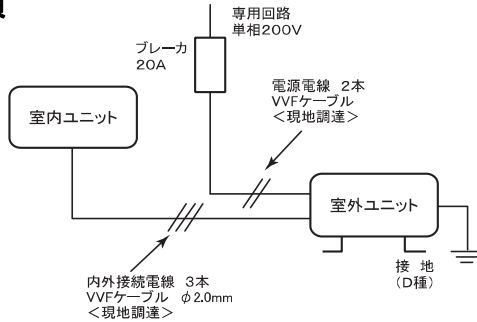 専用回路
単相200V
ブレーカ
20A
電源電線 2本
VVFケーブル
＜現地調達＞
室内ユニット
室外ユニット
接 地
（D種）
内外接続電線 3本
VVFケーブル φ2.0mm
＜現地調達＞